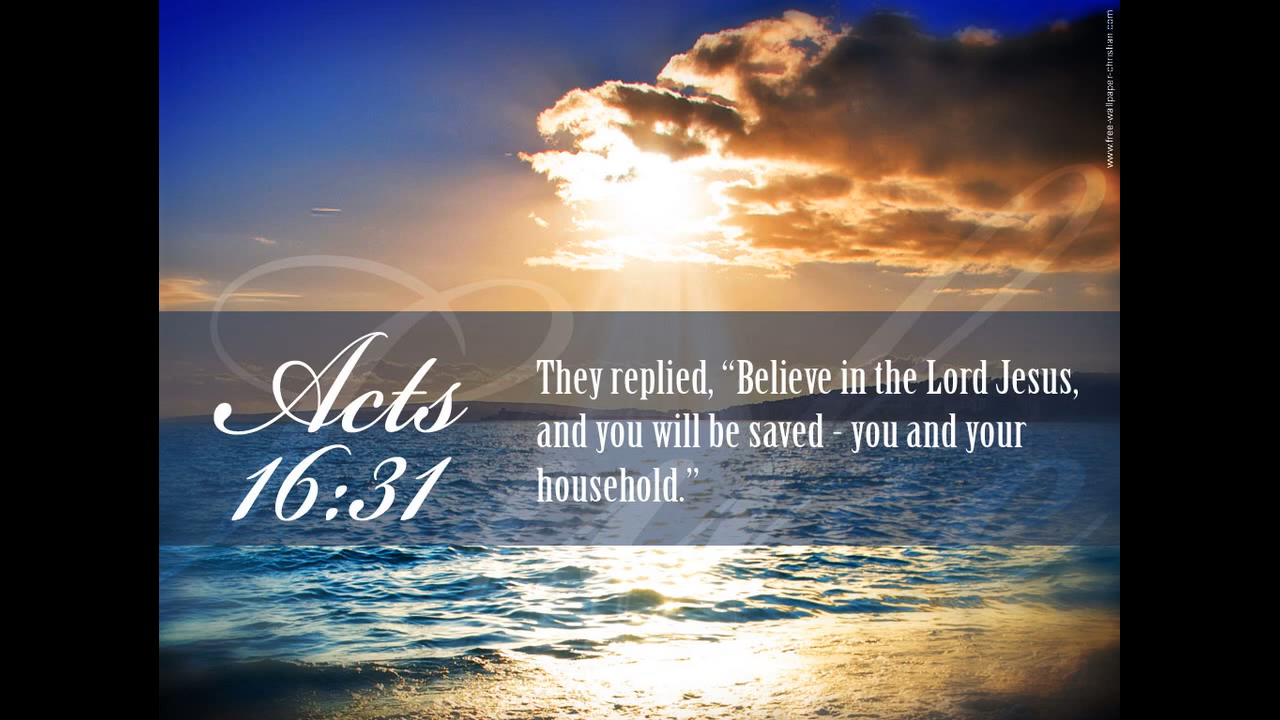 www.free-wallpaper-christian.com
Acts
16:31
They replied, “Believe in the Lord Jesus,
and you will be saved - you and your
household.”